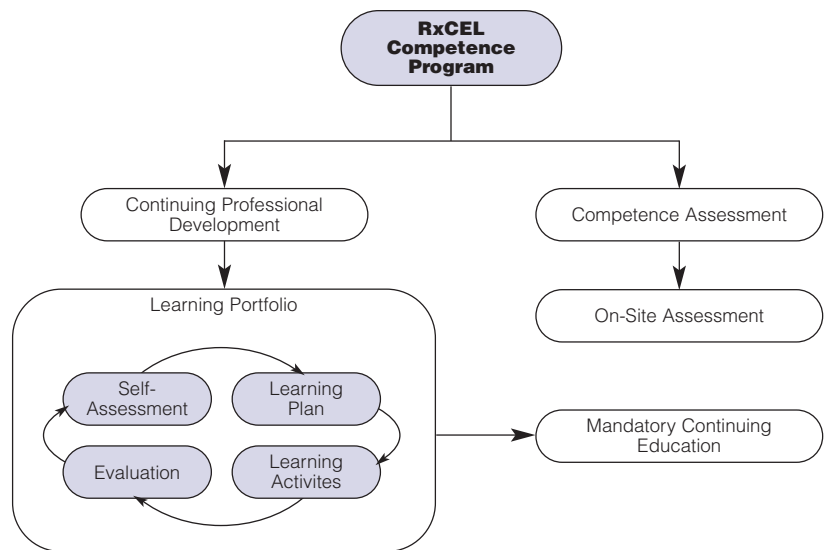 RxCEL
Competence
Program
Continuing Professional
Development
Competence Assessment
Learning Portfolio
On-Site Assessment
Self-
Assessment
Learning
Plan
Mandatory Continuing
Education
Evaluation
Learning
Activites